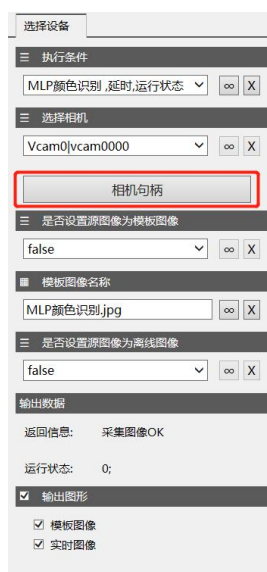 选择设备
执行条件
MLP颜色识别 ,延时,运行状态 ∞ X
选择相机
Vcam0|vcam0000 ∞ X
相机句柄
是否设置源图像为模板图像
false ∞ X
模板图像名称
MLP颜色识别.jpg ∞ X
是否设置源图像为离线图像
false ∞ X
输出数据
返回信息: 采集图像OK
运行状态: 0;
输出图形
模板图像
实时图像